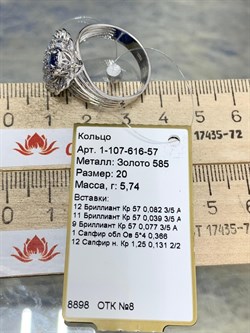 Кольцо
Арт. 1-107-616-57
Металл: Золото 585
Размер: 20
Масса, г: 5,74
Вставки:
12 Бриллиант Кр 57 0,082 3/5 А
11 Бриллиант Кр 57 0,039 3/5 А
9 Бриллиант Кр 57 0,077 3/5 А
1 Сапфир обл Ов 5*4 0,366
12 Сапфир н. Кр 1,25 0,131 2/2
8898 ОТК №8
17435-72
17435-72